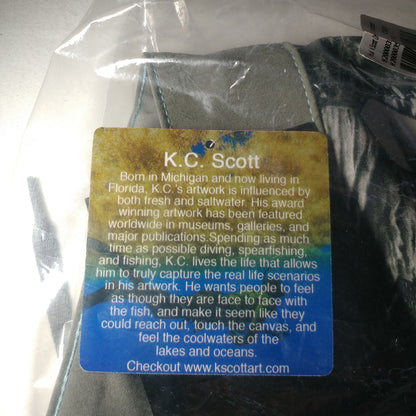 K.C. Scott
Born in Michigan and now living in
Florida, K.C.'s artwork is influenced by
both fresh and saltwater. His award
winning artwork has been featured
worldwide in museums, galleries, and
major publications.Spending as much
time as possible diving, spearfishing,
and fishing, K.C. lives the life that allows
him to truly capture the real life scenarios
in his artwork. He wants people to feel
as though they are face to face with
the fish, and make it seem like they
could reach out, touch the canvas, and
feel the coolwaters of the
lakes and oceans.
Checkout www.kscottart.com